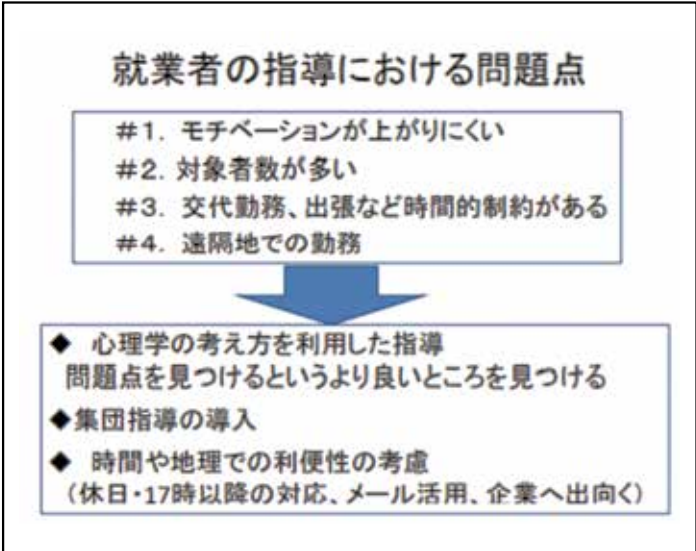 就業者の指導における問題点
#1. モチベーションが上がりにくい
#2. 対象者数が多い
#3. 交代勤務、出張など時間的制約がある
#4. 遠隔地での勤務
◆ 心理学の考え方を利用した指導
問題点を見つけるというより良いところを見つける
◆集団指導の導入
◆ 時間や地理での利便性の考慮
(休日・17時以降の対応、メール活用、企業へ出向く)